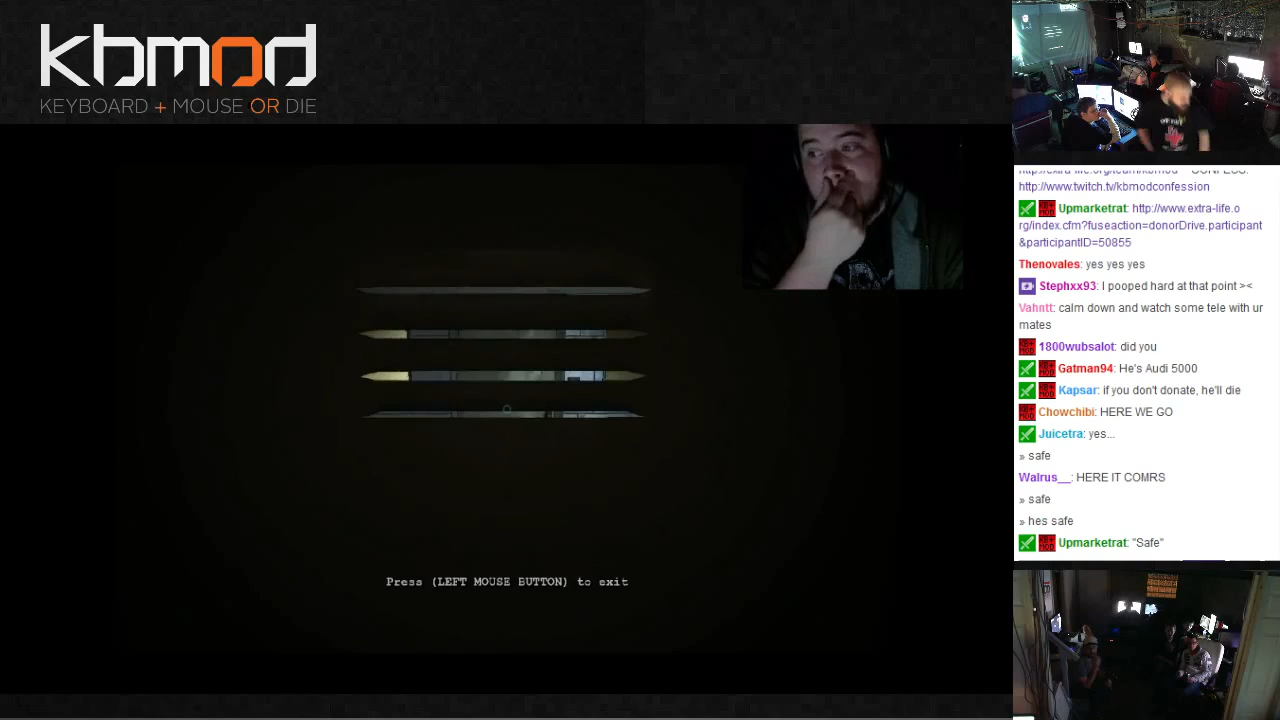 kbmod
KEYBOARD + MOUSE OR DIE
Press (LEFT MOUSE BUTTON) to exit
http://www.twitch.tv/kbmodconfession
Upmarketrat: http://www.extra-life.o
rg/index.cfm?fuseaction=donorDrive.participant
&participantID=50855
Thenovales: yes yes yes
Stephxx93: I pooped hard at that point ><
Vahntt: calm down and watch some tele with ur
mates
1800wubsalot: did you
Gatman94: He's Audi 5000
Kapsar: if you don't donate, he'll die
Chowchibi: HERE WE GO
Juicetra: yes...
» safe
Walrus__: HERE IT COMRS
» safe
» hes safe
Upmarketrat: "Safe"